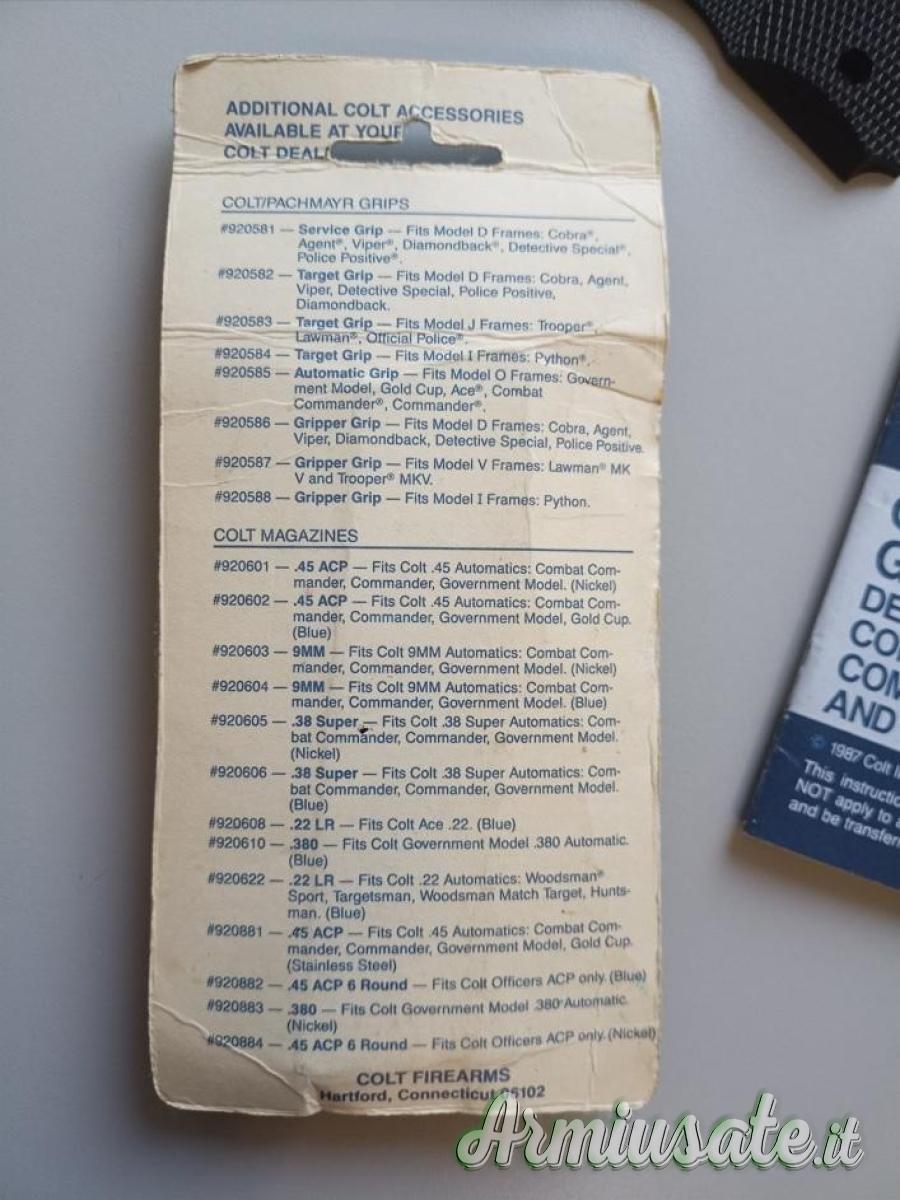 ADDITIONAL COLT ACCESSORIES
AVAILABLE AT YOUR
COLT
COLT/PACHMAYR GRIPS
#920581 — Service Grip — Fits Model D Frames: Cobra®,
Agent®, Viper®, Diamondback®, Detective Special®,
Police Positive®.
#920582 — Target Grip — Fits Model D Frames: Cobra, Agent,
Viper, Detective Special, Police Positive,
Diamondback.
#920583 — Target Grip — Fits Model J Frames: Trooper®,
Lawman®, Official Police®.
#920584 — Target Grip — Fits Model I Frames: Python®.
#920585 — Automatic Grip — Fits Model O Frames: Govern-
ment Model, Gold Cup, Ace®, Combat
Commander®, Commander®.
#920586 — Gripper Grip — Fits Model D Frames: Cobra, Agent,
Viper, Diamondback, Detective Special, Police Positive.
#920587 — Gripper Grip — Fits Model V Frames: Lawman® MK
V and Trooper® MKV.
#920588 — Gripper Grip — Fits Model I Frames: Python.
COLT MAGAZINES
#920601 — .45 ACP — Fits Colt .45 Automatics: Combat Com-
mander, Commander, Government Model. (Nickel)
#920602 — .45 ACP — Fits Colt .45 Automatics: Combat Com-
mander, Commander, Government Model, Gold Cup.
(Blue)
#920603 — 9MM — Fits Colt 9MM Automatics: Combat Com-
mander, Commander, Government Model. (Nickel)
#920604 — 9MM — Fits Colt 9MM Automatics: Combat Com-
mander, Commander, Government Model. (Blue)
#920605 — .38 Super — Fits Colt .38 Super Automatics: Com-
bat Commander, Commander, Government Model.
(Nickel)
#920606 — .38 Super — Fits Colt .38 Super Automatics: Com-
bat Commander, Commander, Government Model.
(Blue)
#920608 — .22 LR — Fits Colt Ace .22. (Blue)
#920610 — .380 — Fits Colt Government Model .380 Automatic.
(Blue)
#920622 — .22 LR — Fits Colt .22 Automatics: Woodsman®
Sport, Targetsman, Woodsman Match Target, Hunts-
man. (Blue)
#920881 — .45 ACP — Fits Colt .45 Automatics: Combat Com-
mander, Commander, Government Model, Gold Cup.
(Stainless Steel)
#920882 — .45 ACP 6 Round — Fits Colt Officers ACP only. (Blue)
#920883 — .380 — Fits Colt Government Model .380 Automatic.
(Nickel)
#920884 — .45 ACP 6 Round — Fits Colt Officers ACP only. (Nickel)
COLT FIREARMS
Hartford, Connecticut 06102
AND
© 1987 Colt
This
NOT apply to
and be
Armiusate.it